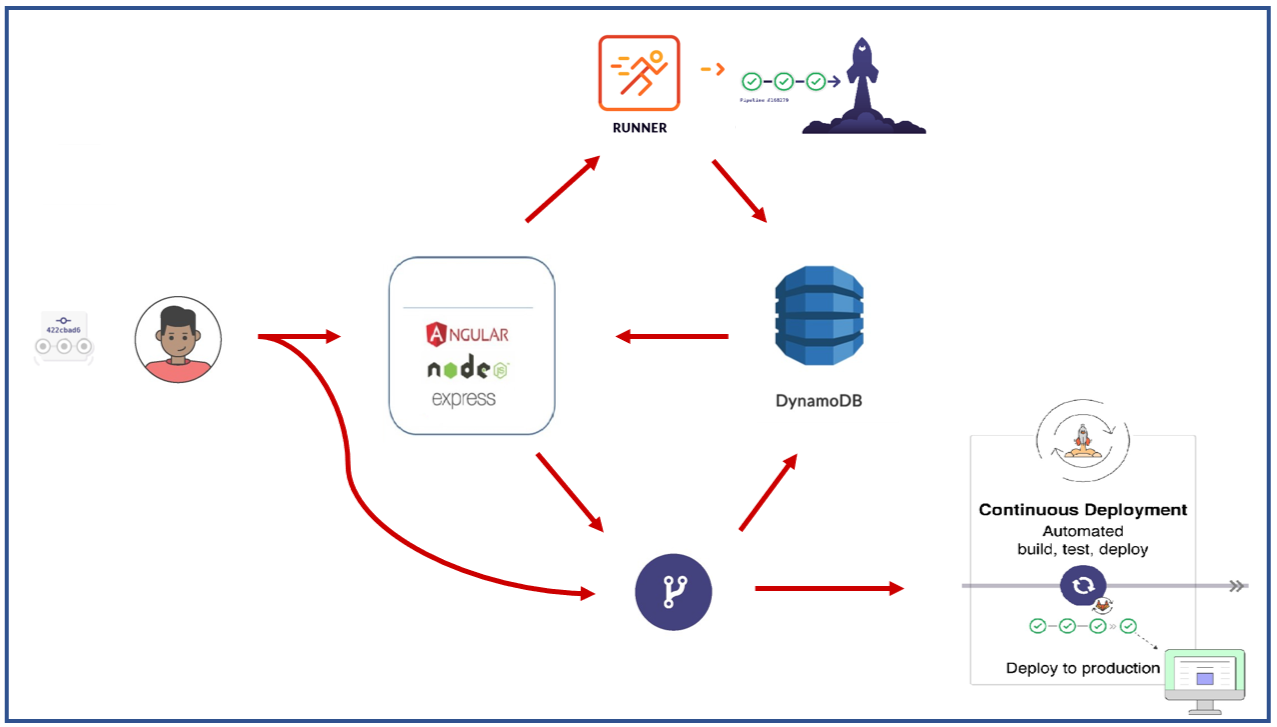 RUNNER
Pipeline #168270
422cbad6
ANGULAR
node JS
express
DynamoDB
Continuous Deployment
Automated
build, test, deploy
Deploy to production